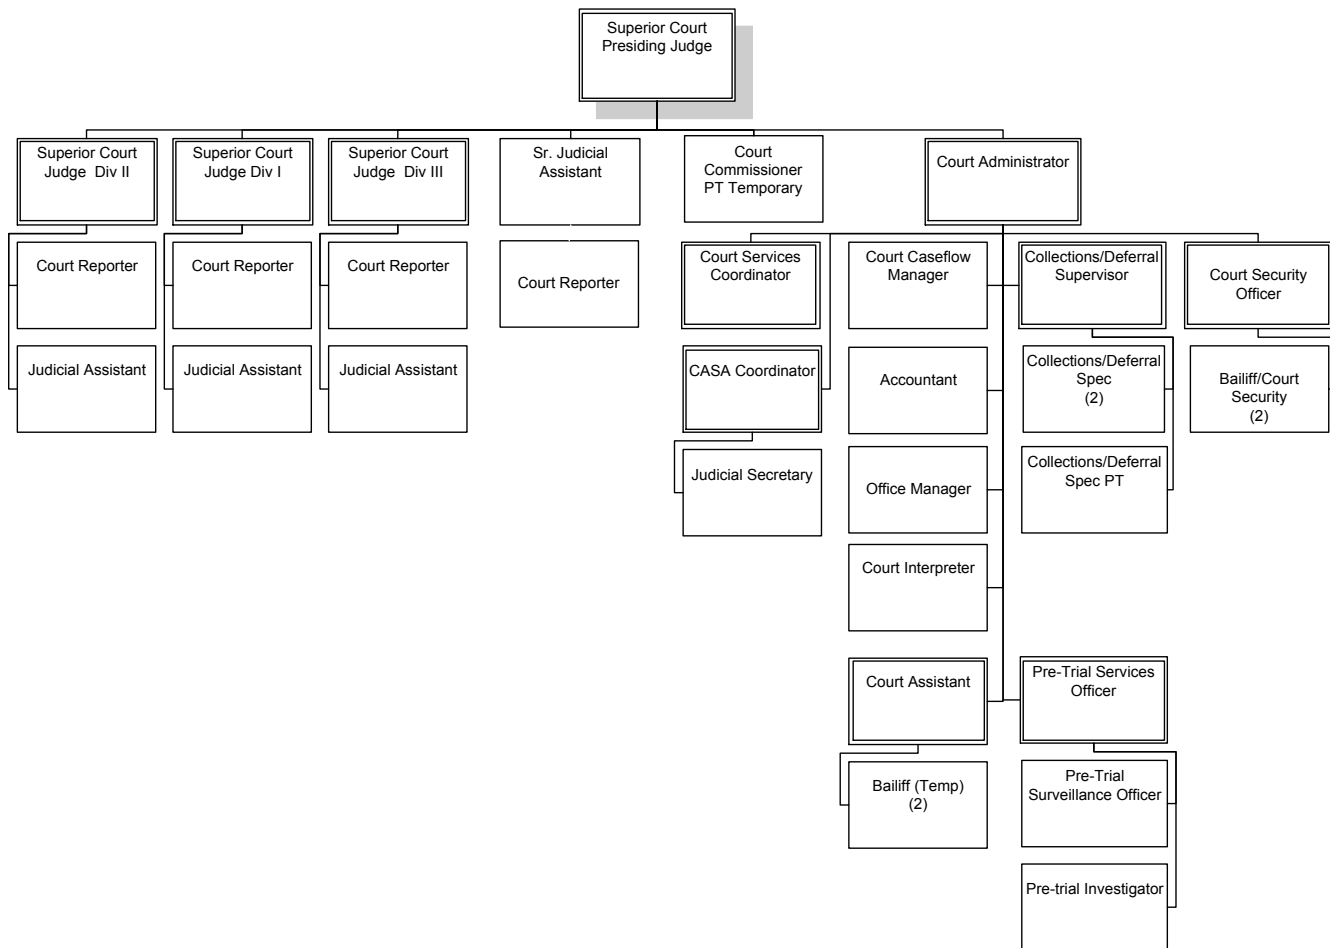 Superior Court
Presiding Judge
Superior Court
Judge Div II
Superior Court
Judge Div I
Superior Court
Judge Div III
Sr. Judicial
Assistant
Court
Commissioner
PT Temporary
Court Administrator
Court Reporter
Court Reporter
Court Reporter
Court Reporter
Court Services
Coordinator
Court Caseflow
Manager
Collections/Deferral
Supervisor
Court Security
Officer
Judicial Assistant
Judicial Assistant
Judicial Assistant
CASA Coordinator
Accountant
Collections/Deferral
Spec
(2)
Bailiff/Court
Security
(2)
Judicial Secretary
Office Manager
Collections/Deferral
Spec PT
Court Interpreter
Court Assistant
Pre-Trial Services
Officer
Bailiff (Temp)
(2)
Pre-Trial
Surveillance Officer
Pre-trial Investigator